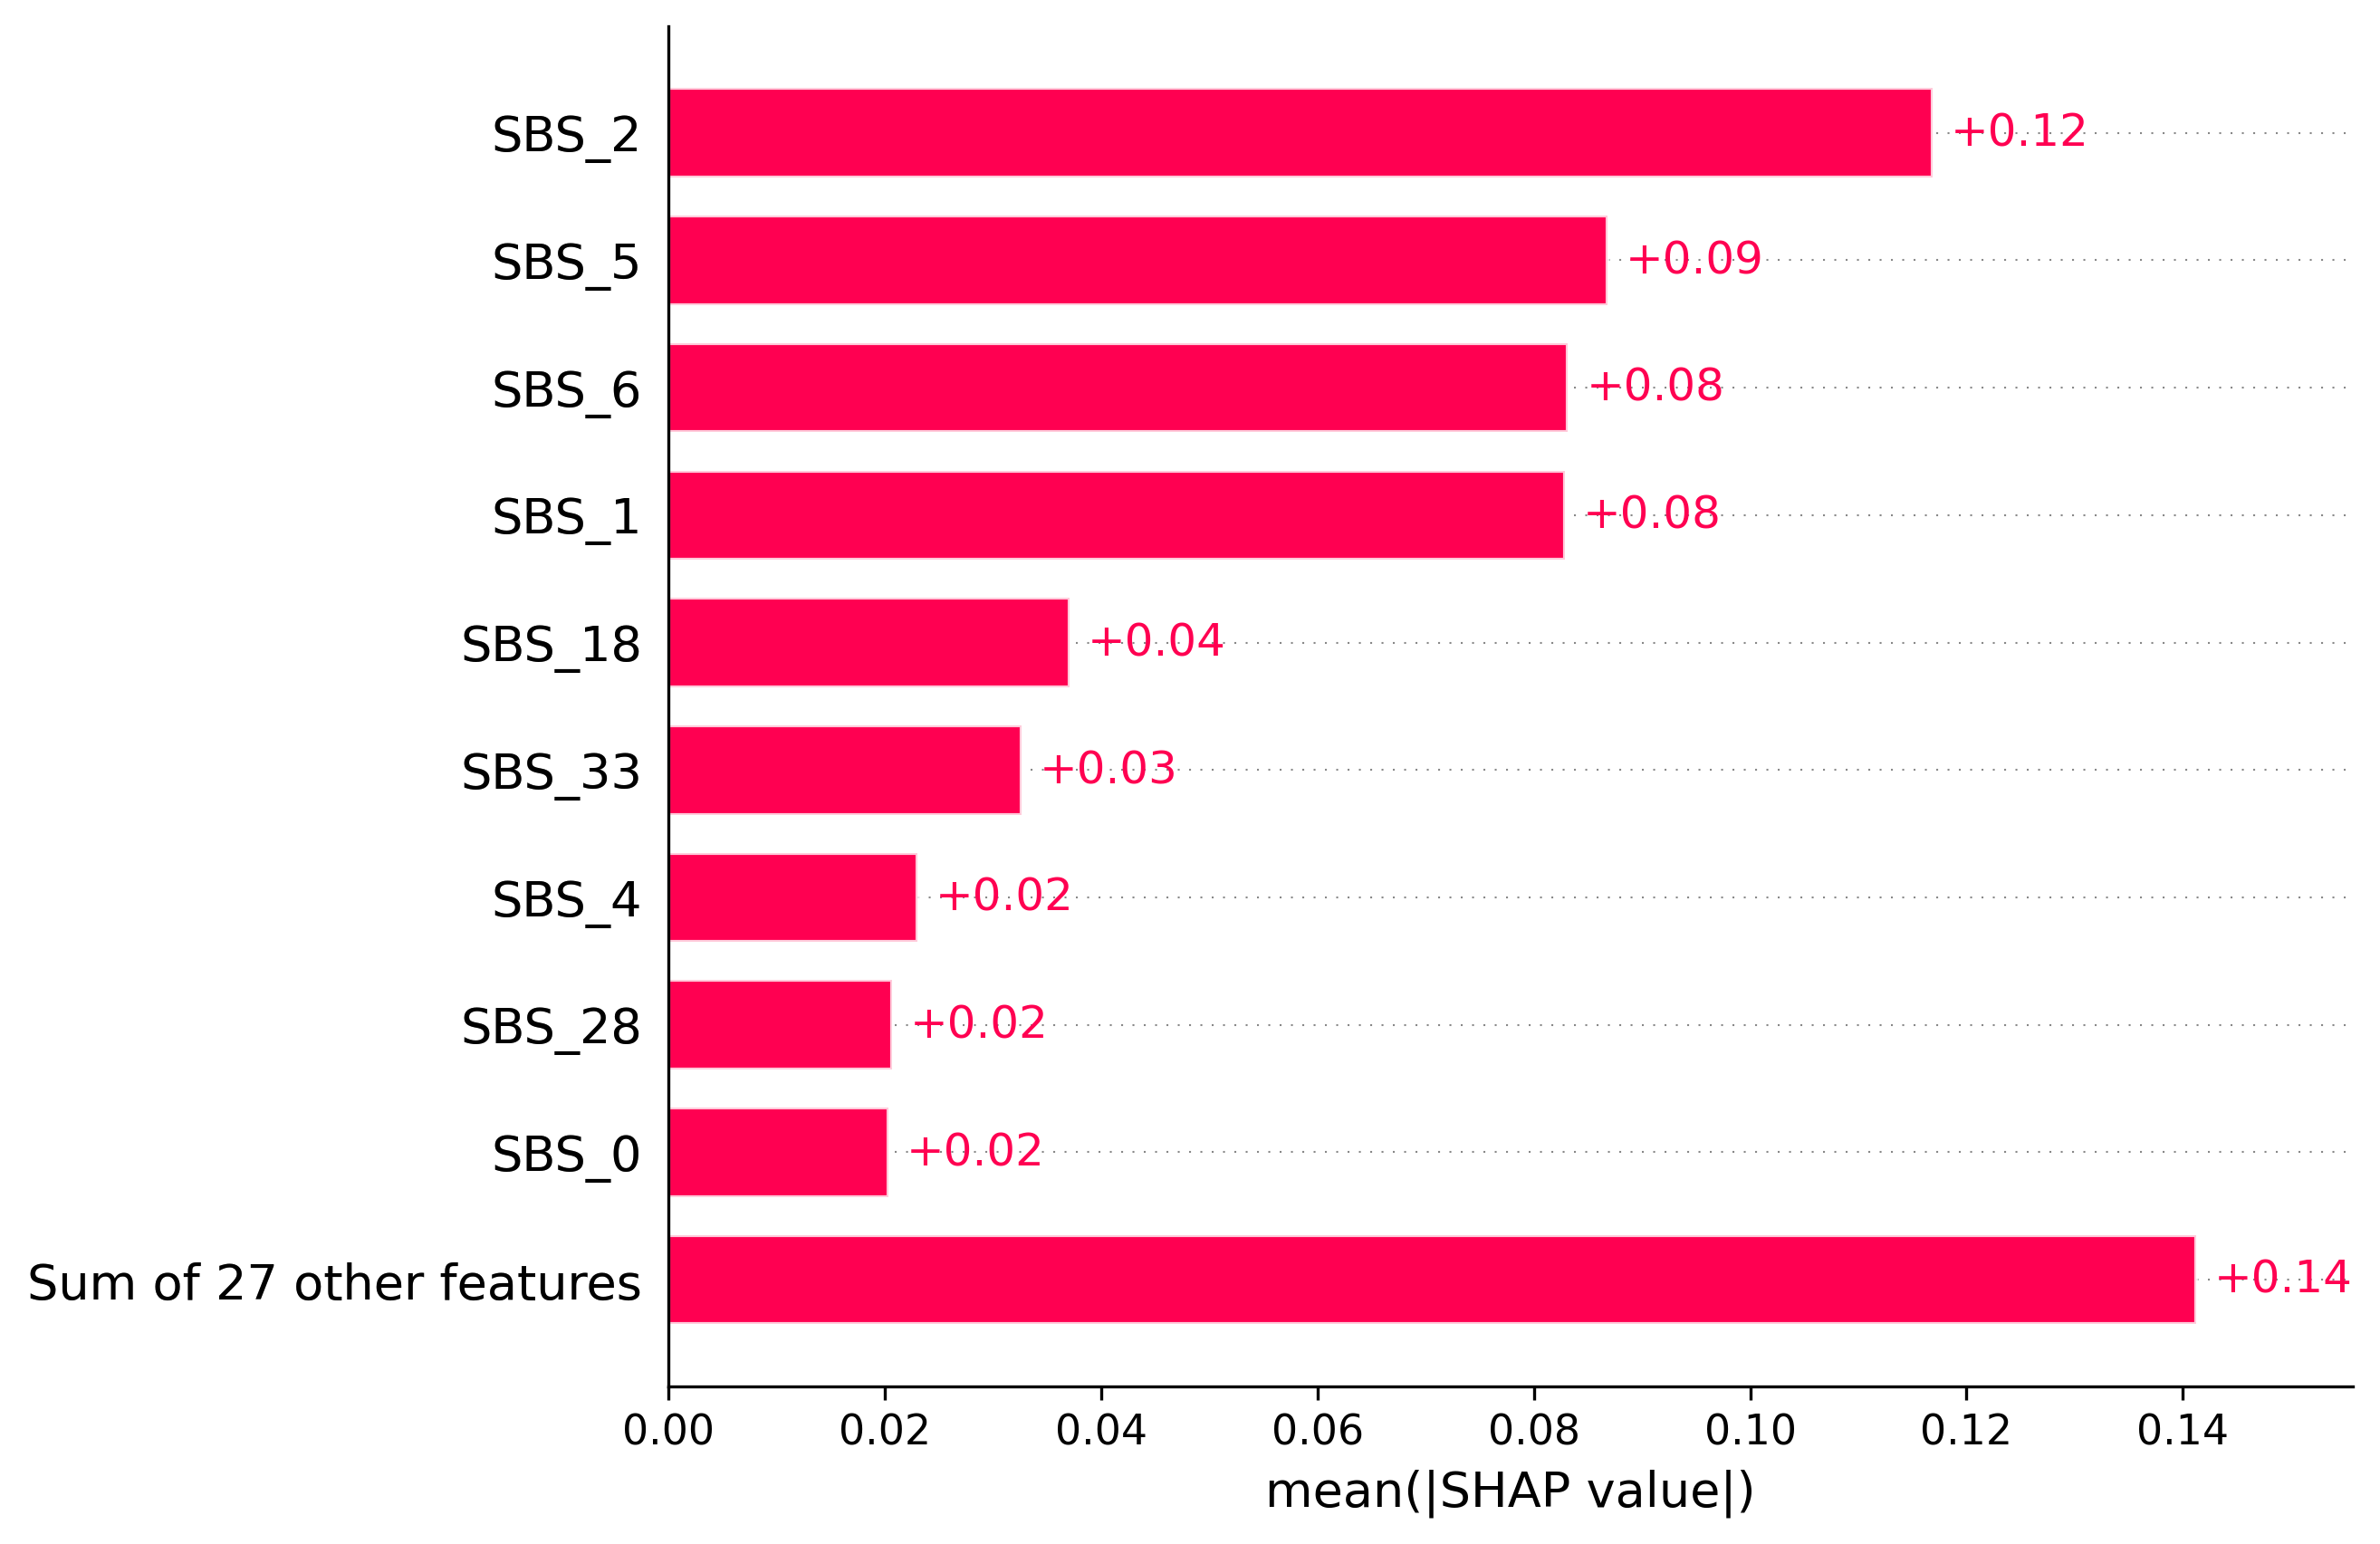 SBS_2 +0.12
SBS_5 +0.09
SBS_6 +0.08
SBS_1 +0.08
SBS_18 +0.04
SBS_33 +0.03
SBS_4 +0.02
SBS_28 +0.02
SBS_0 +0.02
Sum of 27 other features +0.14
0.00 0.02 0.04 0.06 0.08 0.10 0.12 0.14
mean(|SHAP value|)